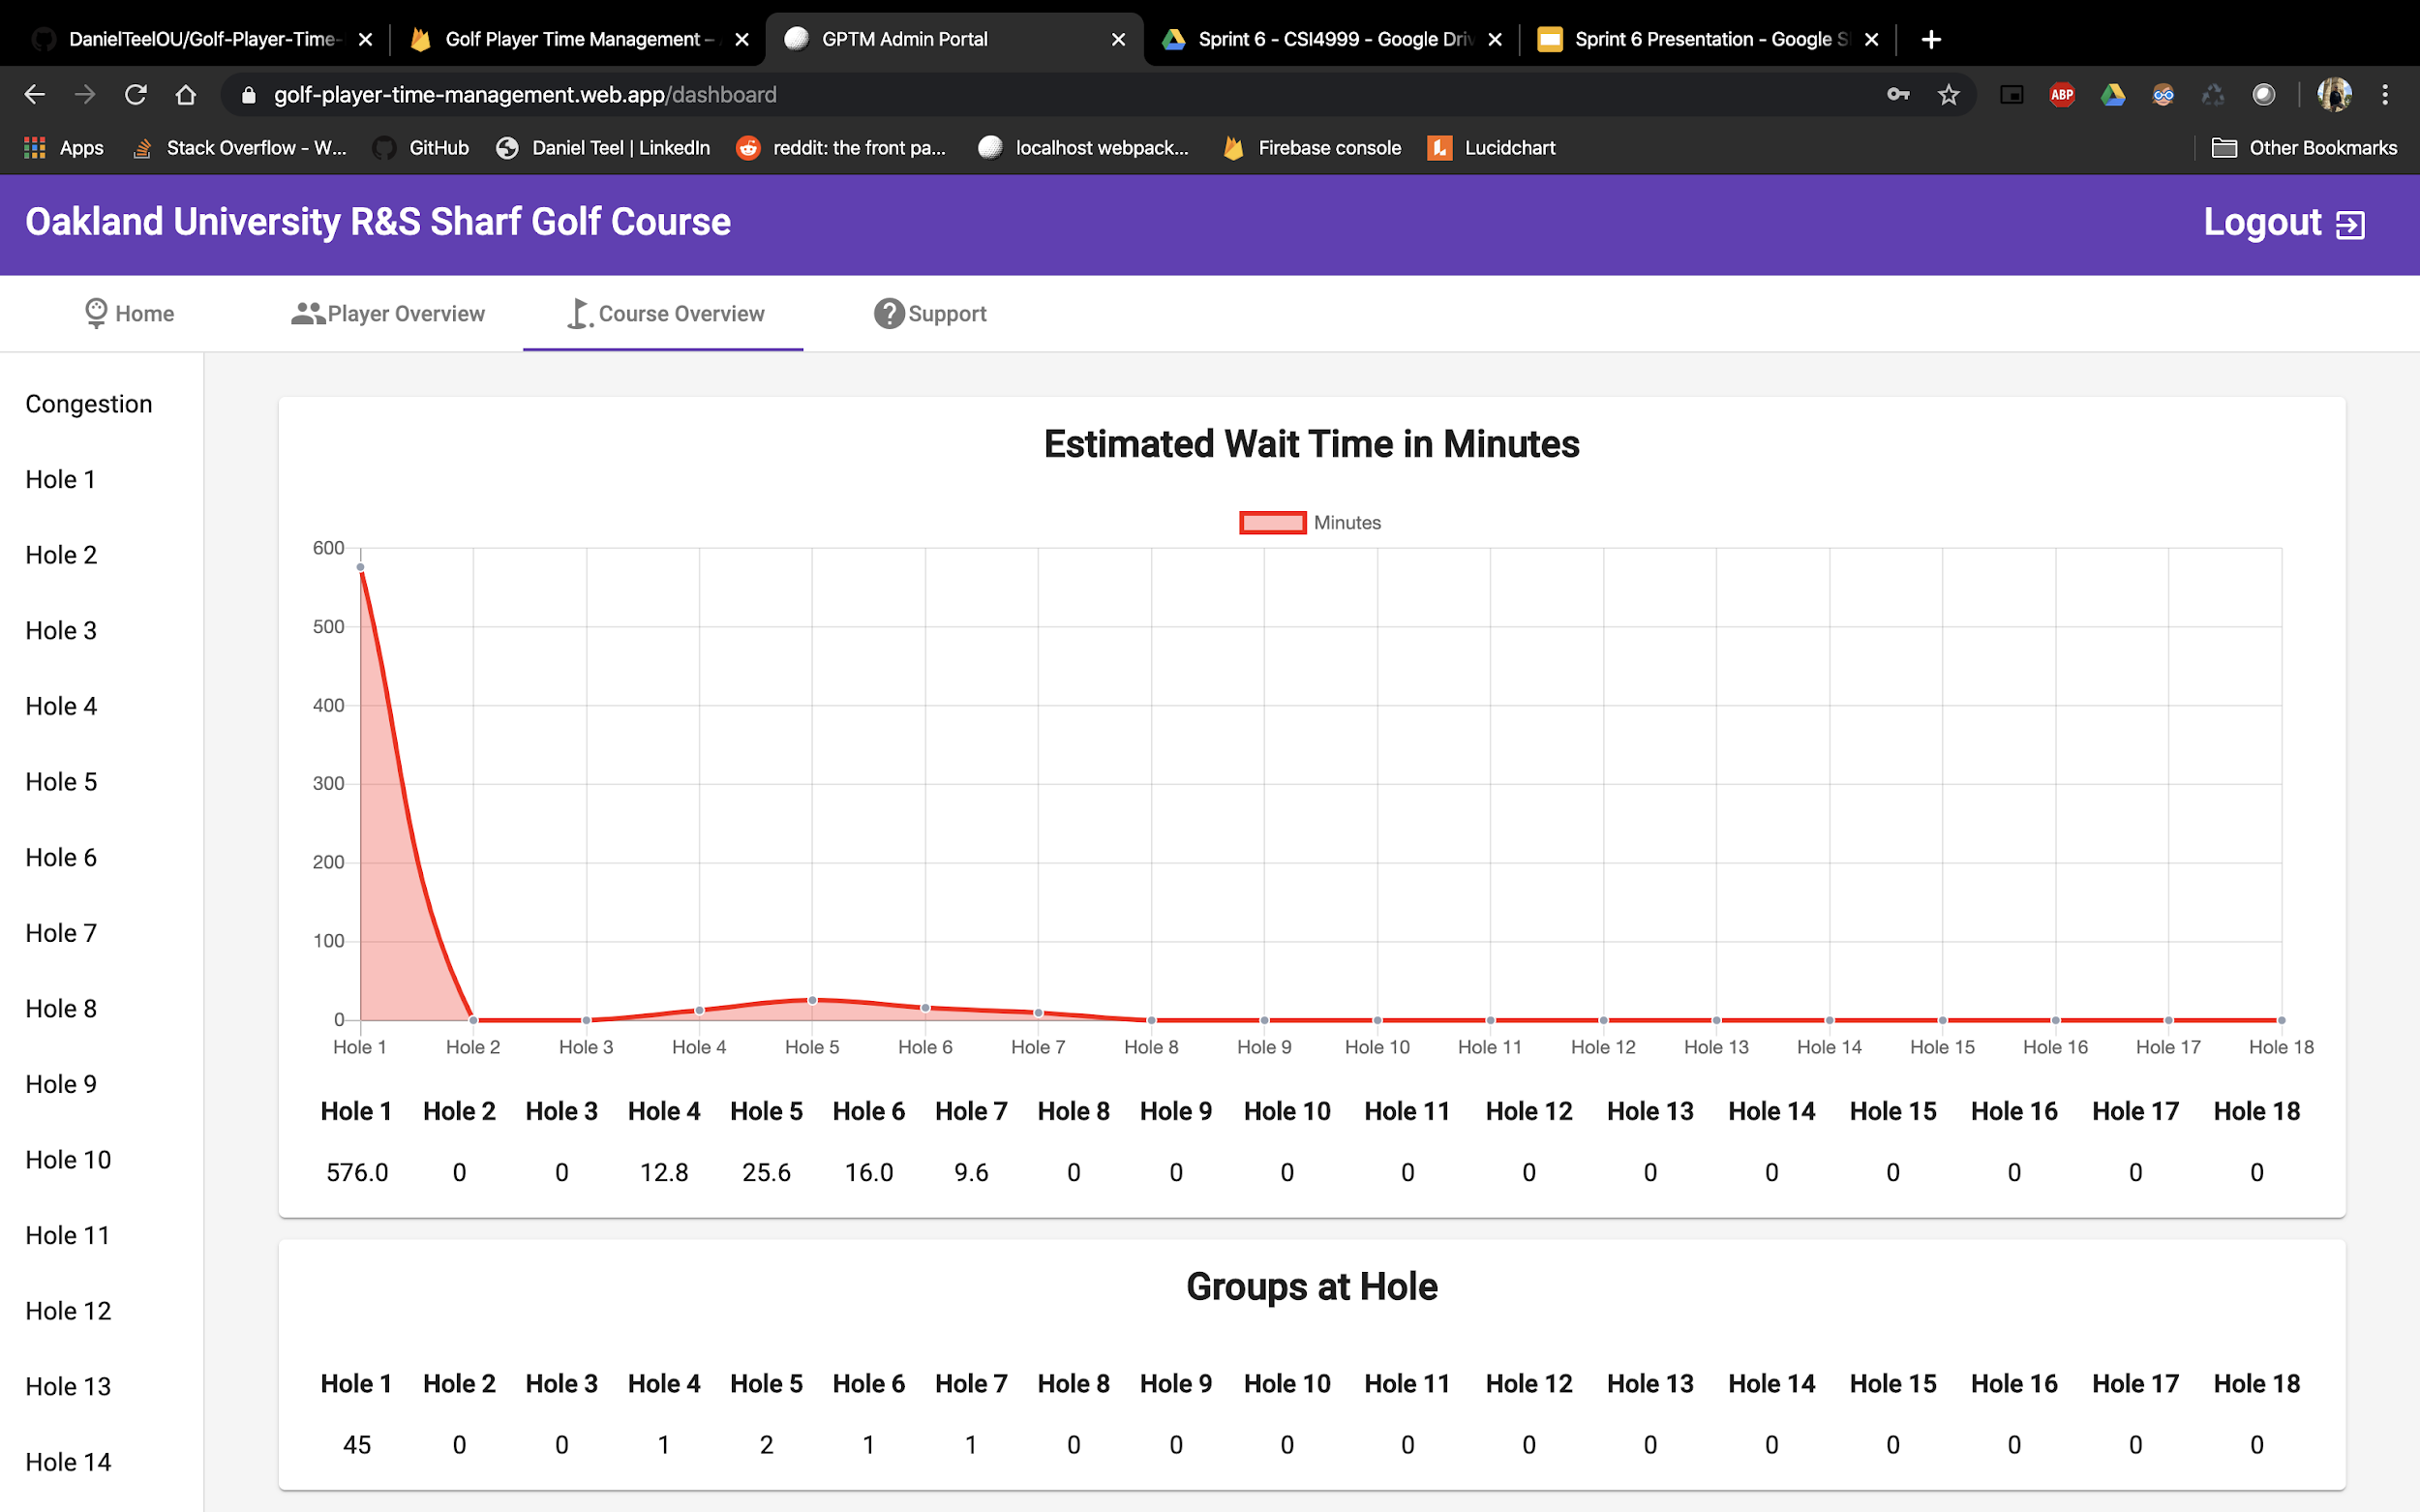 DanielTeelOU/Golf-Player-Time-
Golf Player Time Management –
GPTM Admin Portal
Sprint 6 - CSI4999 - Google Driv
Sprint 6 Presentation - Google S
golf-player-time-management.web.app/dashboard
ABP
Apps
Stack Overflow - W...
GitHub
Daniel Teel | LinkedIn
reddit: the front pa...
localhost webpack...
Firebase console
Lucidchart
Other Bookmarks
Oakland University R&S Sharf Golf Course
Logout
Home
Player Overview
Course Overview
Support
Congestion
Hole 1
Hole 2
Hole 3
Hole 4
Hole 5
Hole 6
Hole 7
Hole 8
Hole 9
Hole 10
Hole 11
Hole 12
Hole 13
Hole 14
Estimated Wait Time in Minutes
Minutes
600
500
400
300
200
100
0
Hole 1 Hole 2 Hole 3 Hole 4 Hole 5 Hole 6 Hole 7 Hole 8 Hole 9 Hole 10 Hole 11 Hole 12 Hole 13 Hole 14 Hole 15 Hole 16 Hole 17 Hole 18
Hole 1 Hole 2 Hole 3 Hole 4 Hole 5 Hole 6 Hole 7 Hole 8 Hole 9 Hole 10 Hole 11 Hole 12 Hole 13 Hole 14 Hole 15 Hole 16 Hole 17 Hole 18
576.0 0 0 12.8 25.6 16.0 9.6 0 0 0 0 0 0 0 0 0 0 0
Groups at Hole
Hole 1 Hole 2 Hole 3 Hole 4 Hole 5 Hole 6 Hole 7 Hole 8 Hole 9 Hole 10 Hole 11 Hole 12 Hole 13 Hole 14 Hole 15 Hole 16 Hole 17 Hole 18
45 0 0 1 2 1 1 0 0 0 0 0 0 0 0 0 0 0